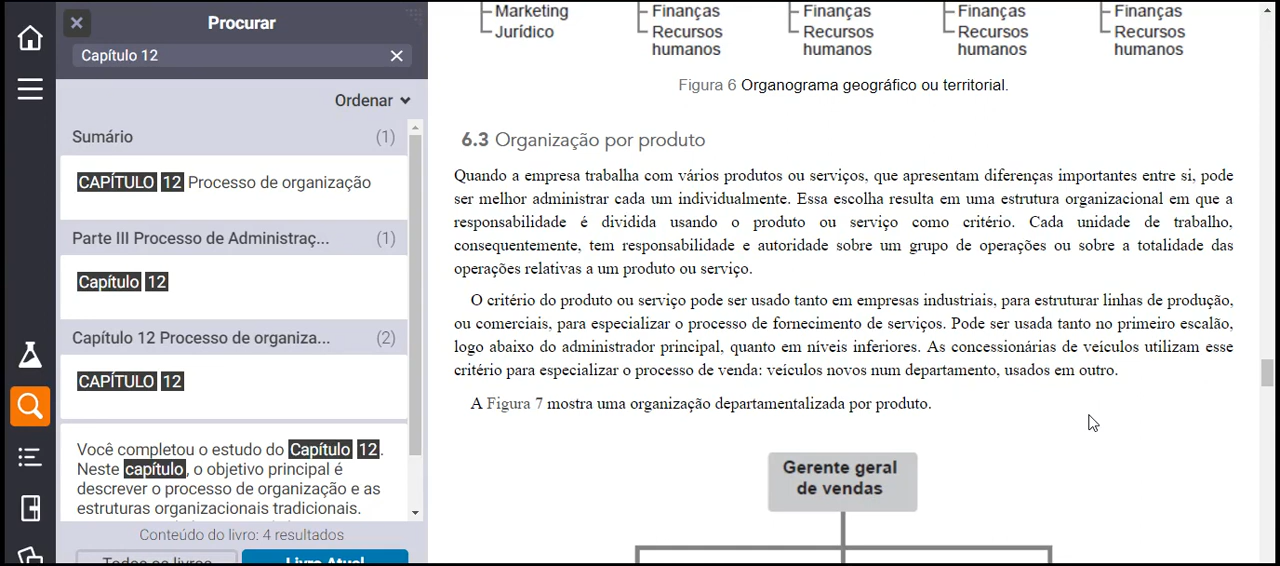 Procurar
Capítulo 12
Ordenar
Sumário (1)
CAPÍTULO 12 Processo de organização
Parte III Processo de Administraç... (1)
Capítulo 12
Capítulo 12 Processo de organiza... (2)
CAPÍTULO 12
Você completou o estudo do Capítulo 12.
Neste capítulo, o objetivo principal é
descrever o processo de organização e as
estruturas organizacionais tradicionais.
Conteúdo do livro: 4 resultados
Todos os livros Livro Atual
Marketing Finanças Finanças Finanças Finanças
Jurídico Recursos Recursos Recursos Recursos
humanos humanos humanos humanos
Figura 6 Organograma geográfico ou territorial.
6.3 Organização por produto
Quando a empresa trabalha com vários produtos ou serviços, que apresentam diferenças importantes entre si, pode
ser melhor administrar cada um individualmente. Essa escolha resulta em uma estrutura organizacional em que a
responsabilidade é dividida usando o produto ou serviço como critério. Cada unidade de trabalho,
consequentemente, tem responsabilidade e autoridade sobre um grupo de operações ou sobre a totalidade das
operações relativas a um produto ou serviço.
O critério do produto ou serviço pode ser usado tanto em empresas industriais, para estruturar linhas de produção,
ou comerciais, para especializar o processo de fornecimento de serviços. Pode ser usada tanto no primeiro escalão,
logo abaixo do administrador principal, quanto em níveis inferiores. As concessionárias de veículos utilizam esse
critério para especializar o processo de venda: veículos novos num departamento, usados em outro.
A Figura 7 mostra uma organização departamentalizada por produto.
Gerente geral
de vendas